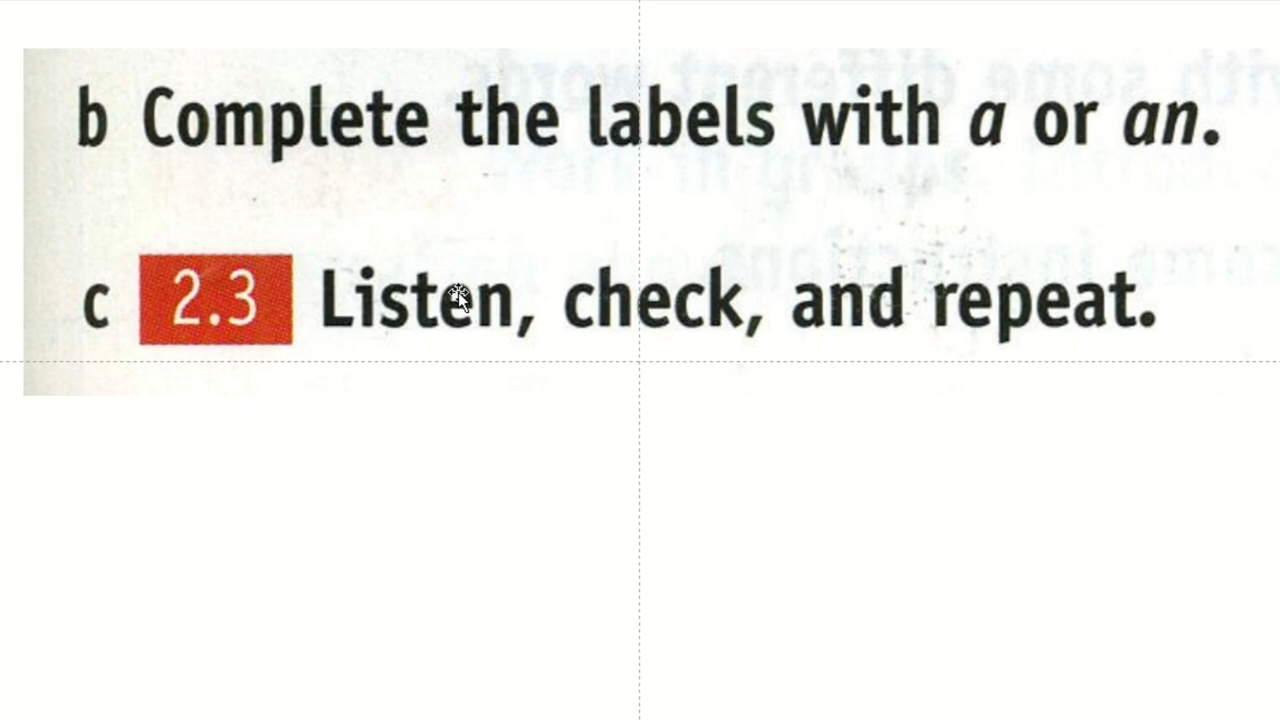 b Complete the labels with a or an.
c 2.3 Listen, check, and repeat.